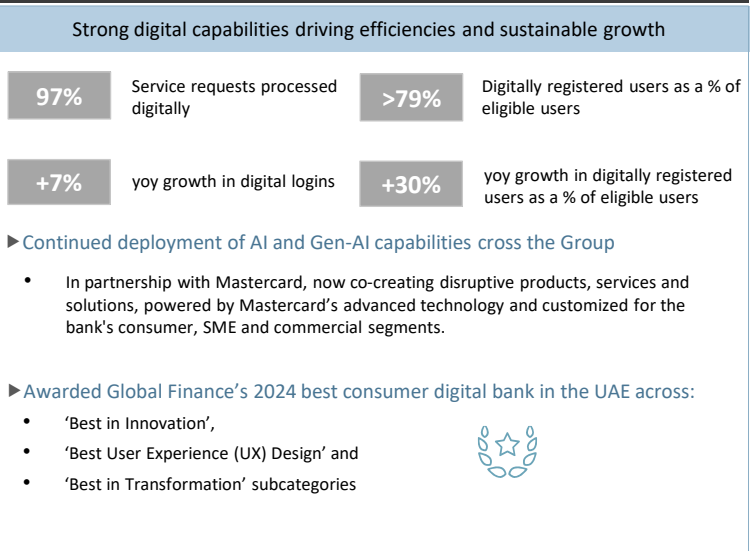 Strong digital capabilities driving efficiencies and sustainable growth
97%
Service requests processed
digitally
>79%
Digitally registered users as a % of
eligible users
+7%
yoy growth in digital logins
+30%
yoy growth in digitally registered
users as a % of eligible users
▶Continued deployment of AI and Gen-AI capabilities cross the Group
• In partnership with Mastercard, now co-creating disruptive products, services and
solutions, powered by Mastercard’s advanced technology and customized for the
bank's consumer, SME and commercial segments.
▶Awarded Global Finance’s 2024 best consumer digital bank in the UAE across:
• ‘Best in Innovation’,
• ‘Best User Experience (UX) Design’ and
• ‘Best in Transformation’ subcategories